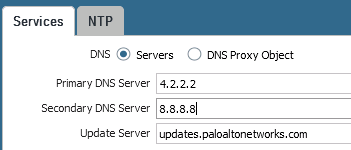 Services NTP
DNS Servers DNS Proxy Object
Primary DNS Server 4.2.2.2
Secondary DNS Server 8.8.8.8
Update Server updates.paloaltonetworks.com